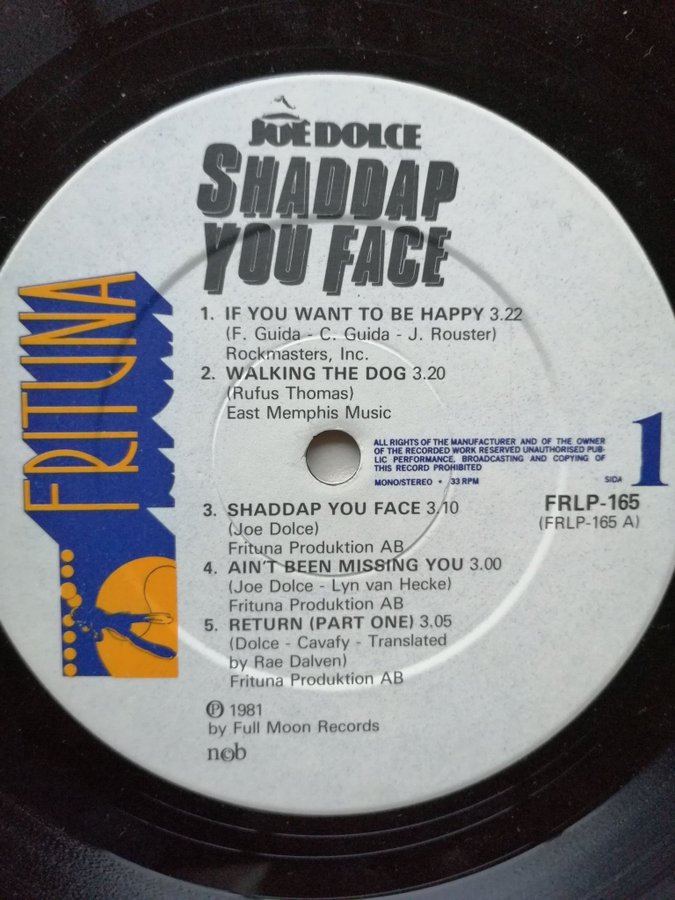 JOE DOLCE
SHADDAP
YOU FACE
FRITUNA
1. IF YOU WANT TO BE HAPPY 3.22
(F. Guida - C. Guida - J. Rouster)
Rockmasters, Inc.
2. WALKING THE DOG 3.20
(Rufus Thomas)
East Memphis Music
ALL RIGHTS OF THE MANUFACTURER AND OF THE OWNER
OF THE RECORDED WORK RESERVED UNAUTHORISED PUB-
LIC PERFORMANCE, BROADCASTING AND COPYING OF
THIS RECORD PROHIBITED
MONO/STEREO • 33 RPM
SIDA 1
3. SHADDAP YOU FACE 3.10
(Joe Dolce)
Frituna Produktion AB
FRLP-165
(FRLP-165 A)
4. AIN'T BEEN MISSING YOU 3.00
(Joe Dolce - Lyn van Hecke)
Frituna Produktion AB
5. RETURN (PART ONE) 3.05
(Dolce - Cavafy - Translated
by Rae Dalven)
Frituna Produktion AB
℗ 1981
by Full Moon Records
ncb